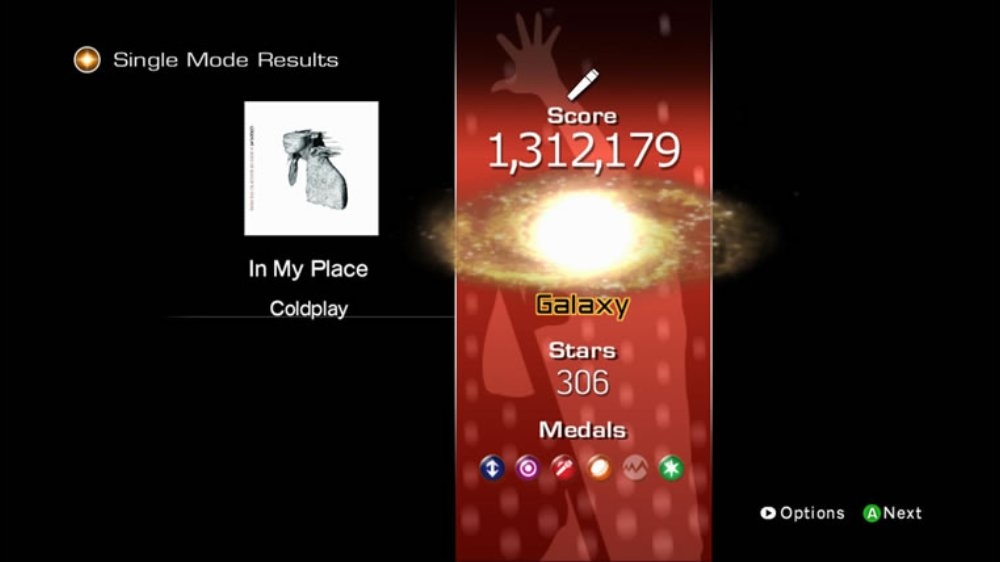 Single Mode Results
In My Place
Coldplay
Score
1,312,179
Galaxy
Stars
306
Medals
Options
A Next